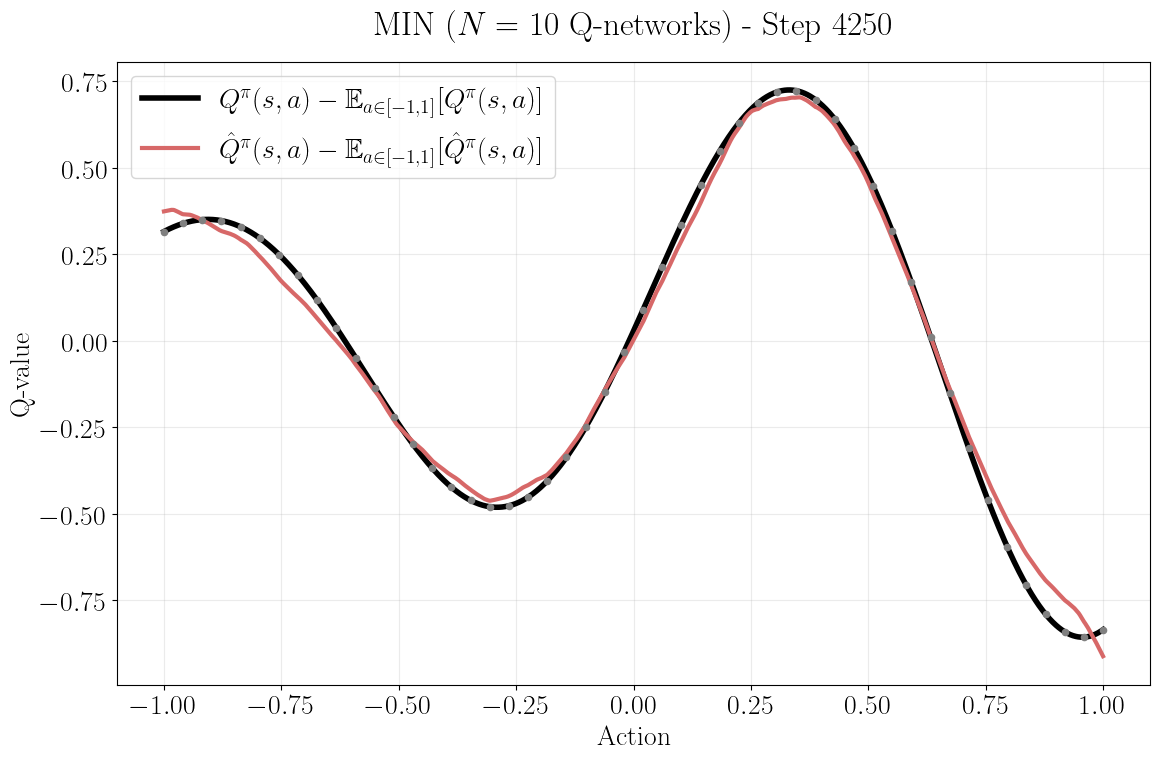 MIN (N = 10 Q-networks) - Step 4250
Q^π(s, a) − 𝔼_{a∈[−1,1]}[Q^π(s, a)]
Q̂^π(s, a) − 𝔼_{a∈[−1,1]}[Q̂^π(s, a)]
0.75
0.50
0.25
0.00
−0.25
−0.50
−0.75
Q-value
−1.00 −0.75 −0.50 −0.25 0.00 0.25 0.50 0.75 1.00
Action